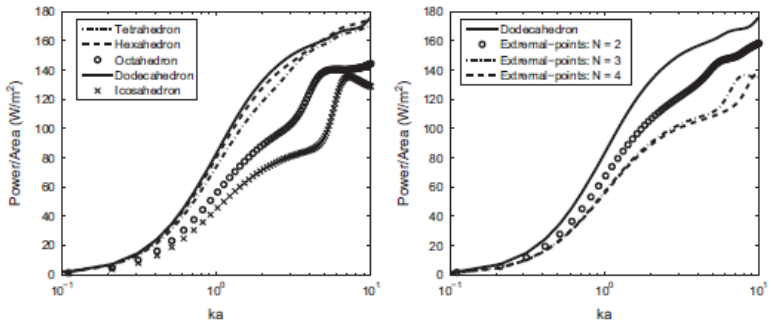 180
160
140
120
100
80
60
40
20
0
Power/Area (W/m²)
Tetrahedron
Hexahedron
Octahedron
Dodecahedron
Icosahedron
10⁻¹ 10⁰ 10¹
ka
180
160
140
120
100
80
60
40
20
0
Power/Area (W/m²)
Dodecahedron
Extremal-points: N = 2
Extremal-points: N = 3
Extremal-points: N = 4
10⁻¹ 10⁰ 10¹
ka